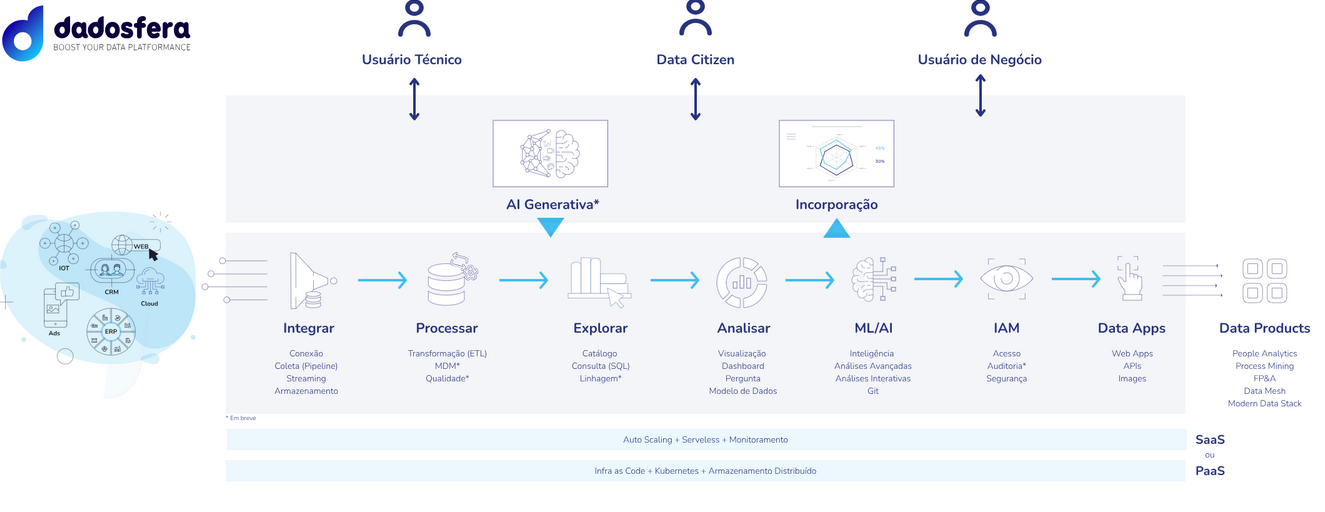 dadosfera
BOOST YOUR DATA PLATFORMANCE
Usuário Técnico
Data Citizen
Usuário de Negócio
AI Generativa*
Incorporação
30%
IOT
WEB
CRM
Cloud
Ads
ERP
Integrar
Conexão
Coleta (Pipeline)
Streaming
Armazenamento
Processar
Transformação (ETL)
MDM*
Qualidade*
Explorar
Catálogo
Consulta (SQL)
Linhagem*
Analisar
Visualização
Dashboard
Pergunta
Modelo de Dados
ML/AI
Inteligência
Análises Avançadas
Análises Interativas
Git
IAM
Acesso
Auditoria*
Segurança
Data Apps
Web Apps
APIs
Images
Data Products
People Analytics
Process Mining
FP&A
Data Mesh
Modern Data Stack
* Em breve
Auto Scaling + Serveless + Monitoramento
Infra as Code + Kubernetes + Armazenamento Distribuído
SaaS
ou
PaaS